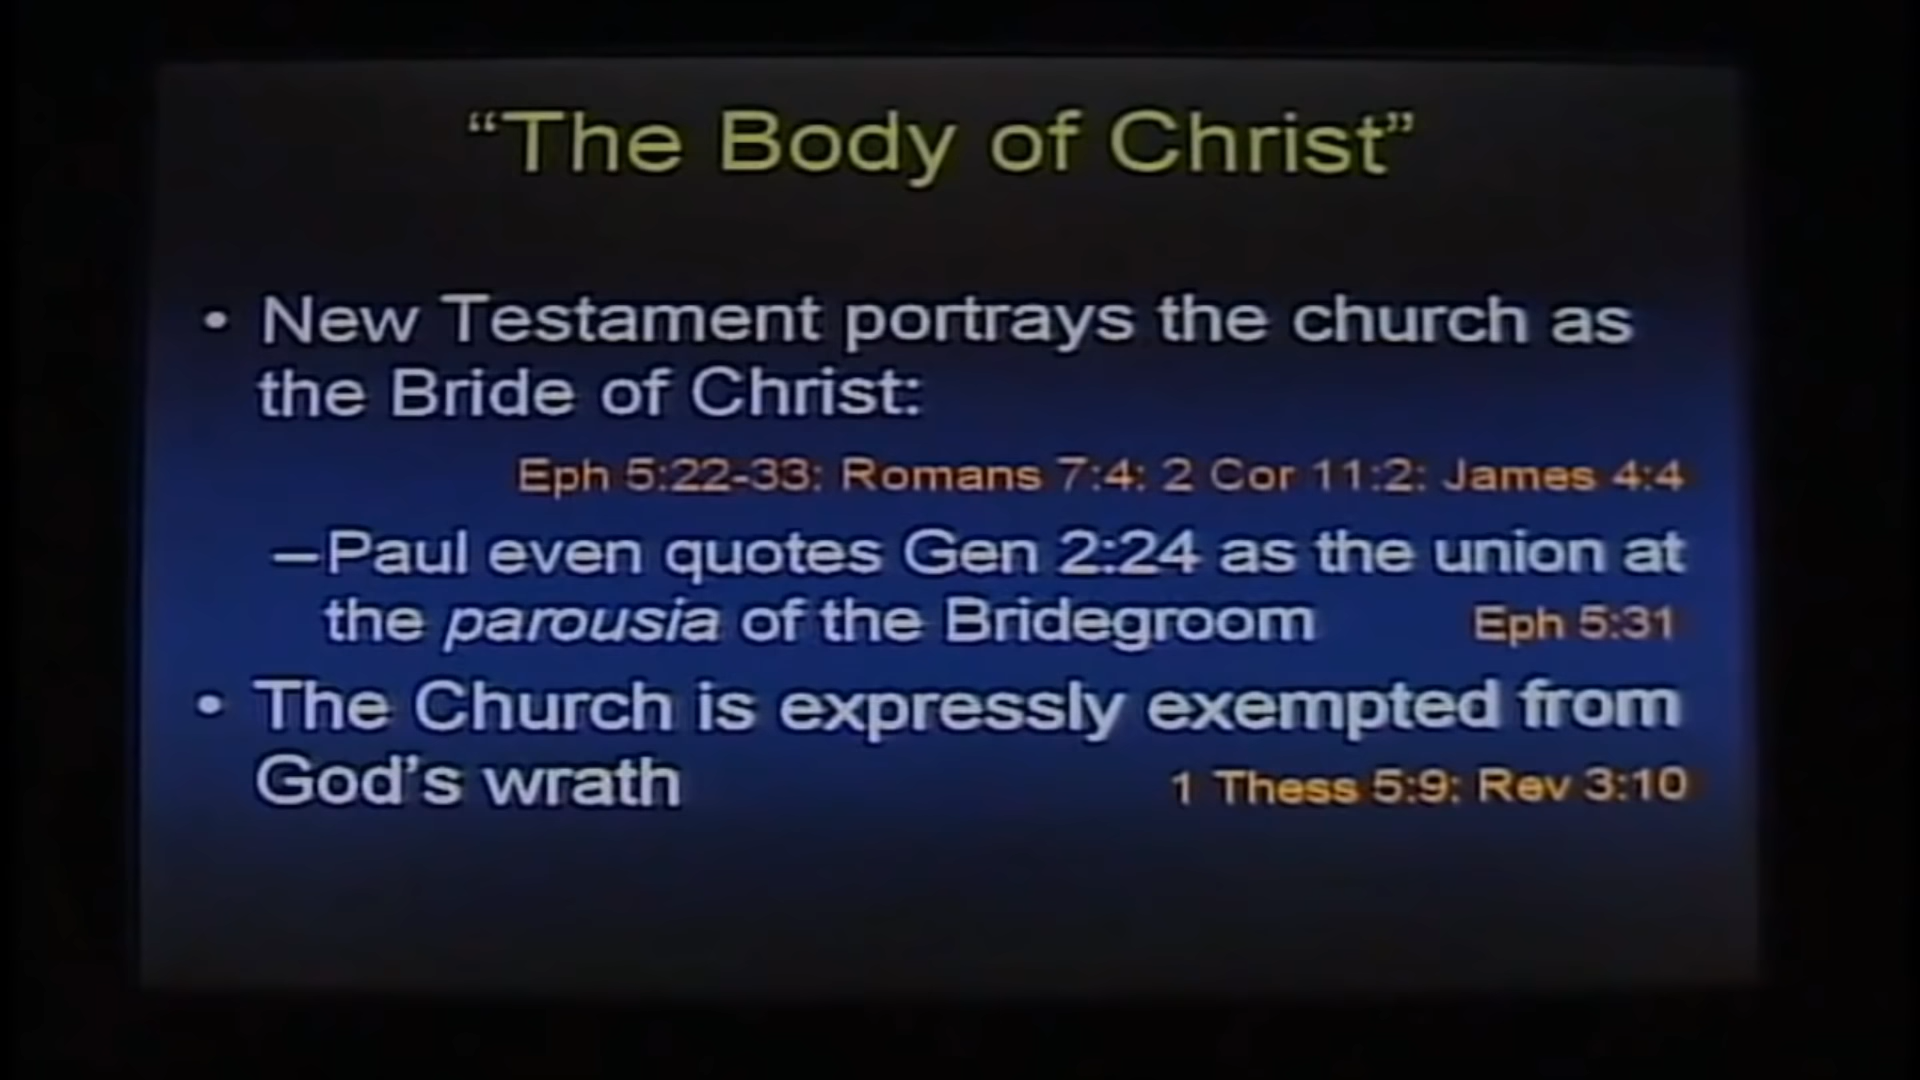 “The Body of Christ”
• New Testament portrays the church as
the Bride of Christ:
Eph 5:22-33; Romans 7:4; 2 Cor 11:2; James 4:4
–Paul even quotes Gen 2:24 as the union at
the parousia of the Bridegroom Eph 5:31
• The Church is expressly exempted from
God’s wrath 1 Thess 5:9; Rev 3:10